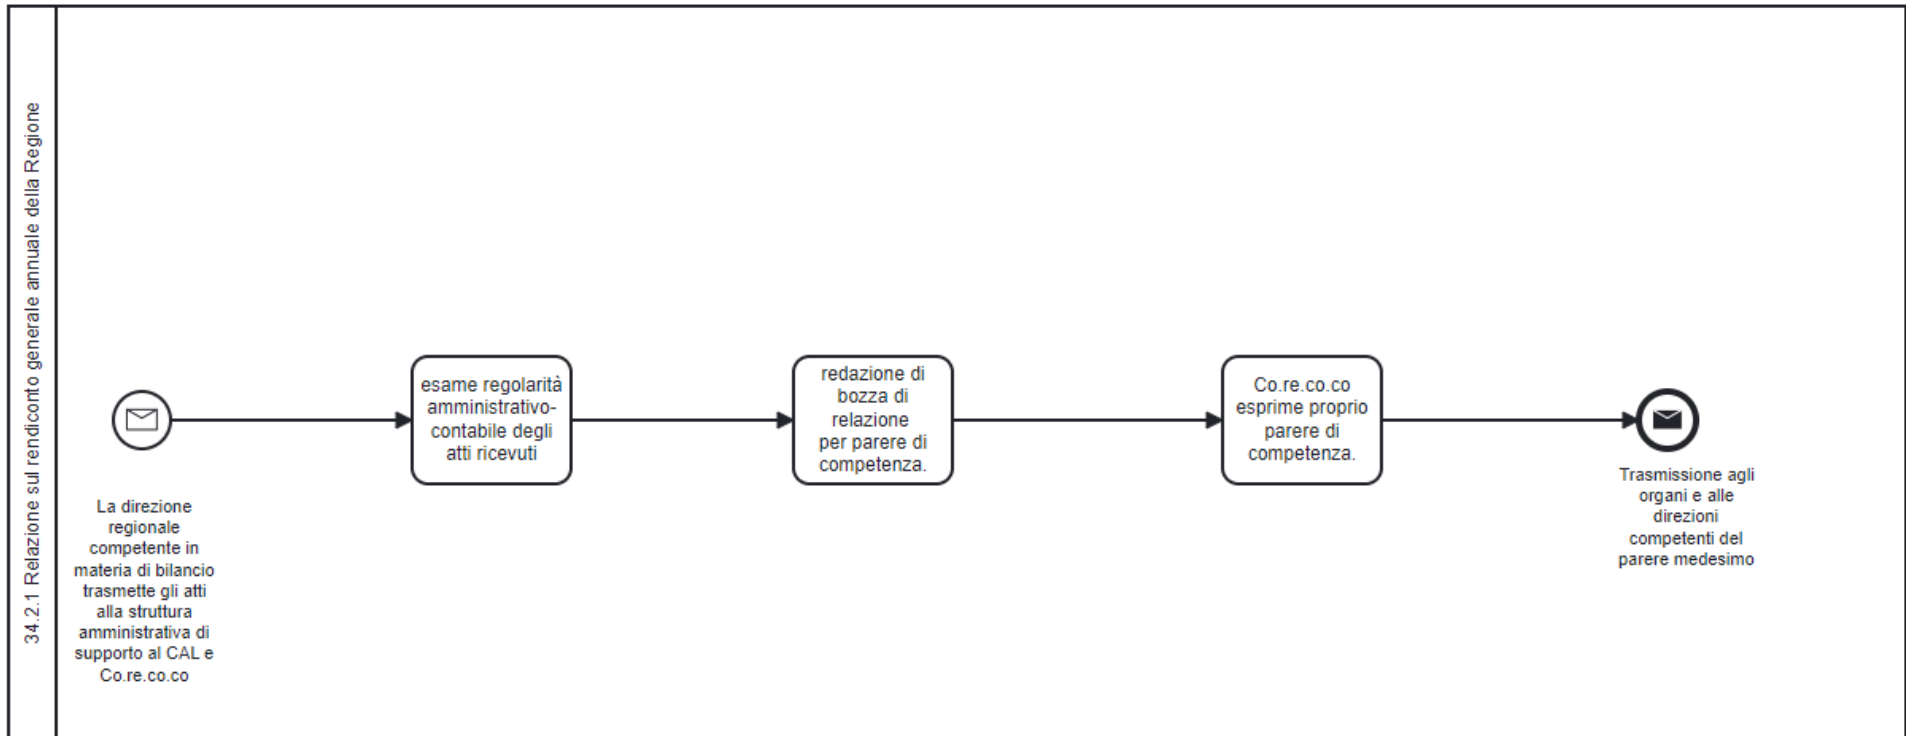 34.2.1 Relazione sul rendiconto generale annuale della Regione
La direzione
regionale
competente in
materia di bilancio
trasmette gli atti
alla struttura
amministrativa di
supporto al CAL e
Co.re.co.co
esame regolarità
amministrativo-
contabile degli
atti ricevuti
redazione di
bozza di
relazione
per parere di
competenza.
Co.re.co.co
esprime proprio
parere di
competenza.
Trasmissione agli
organi e alle
direzioni
competenti del
parere medesimo